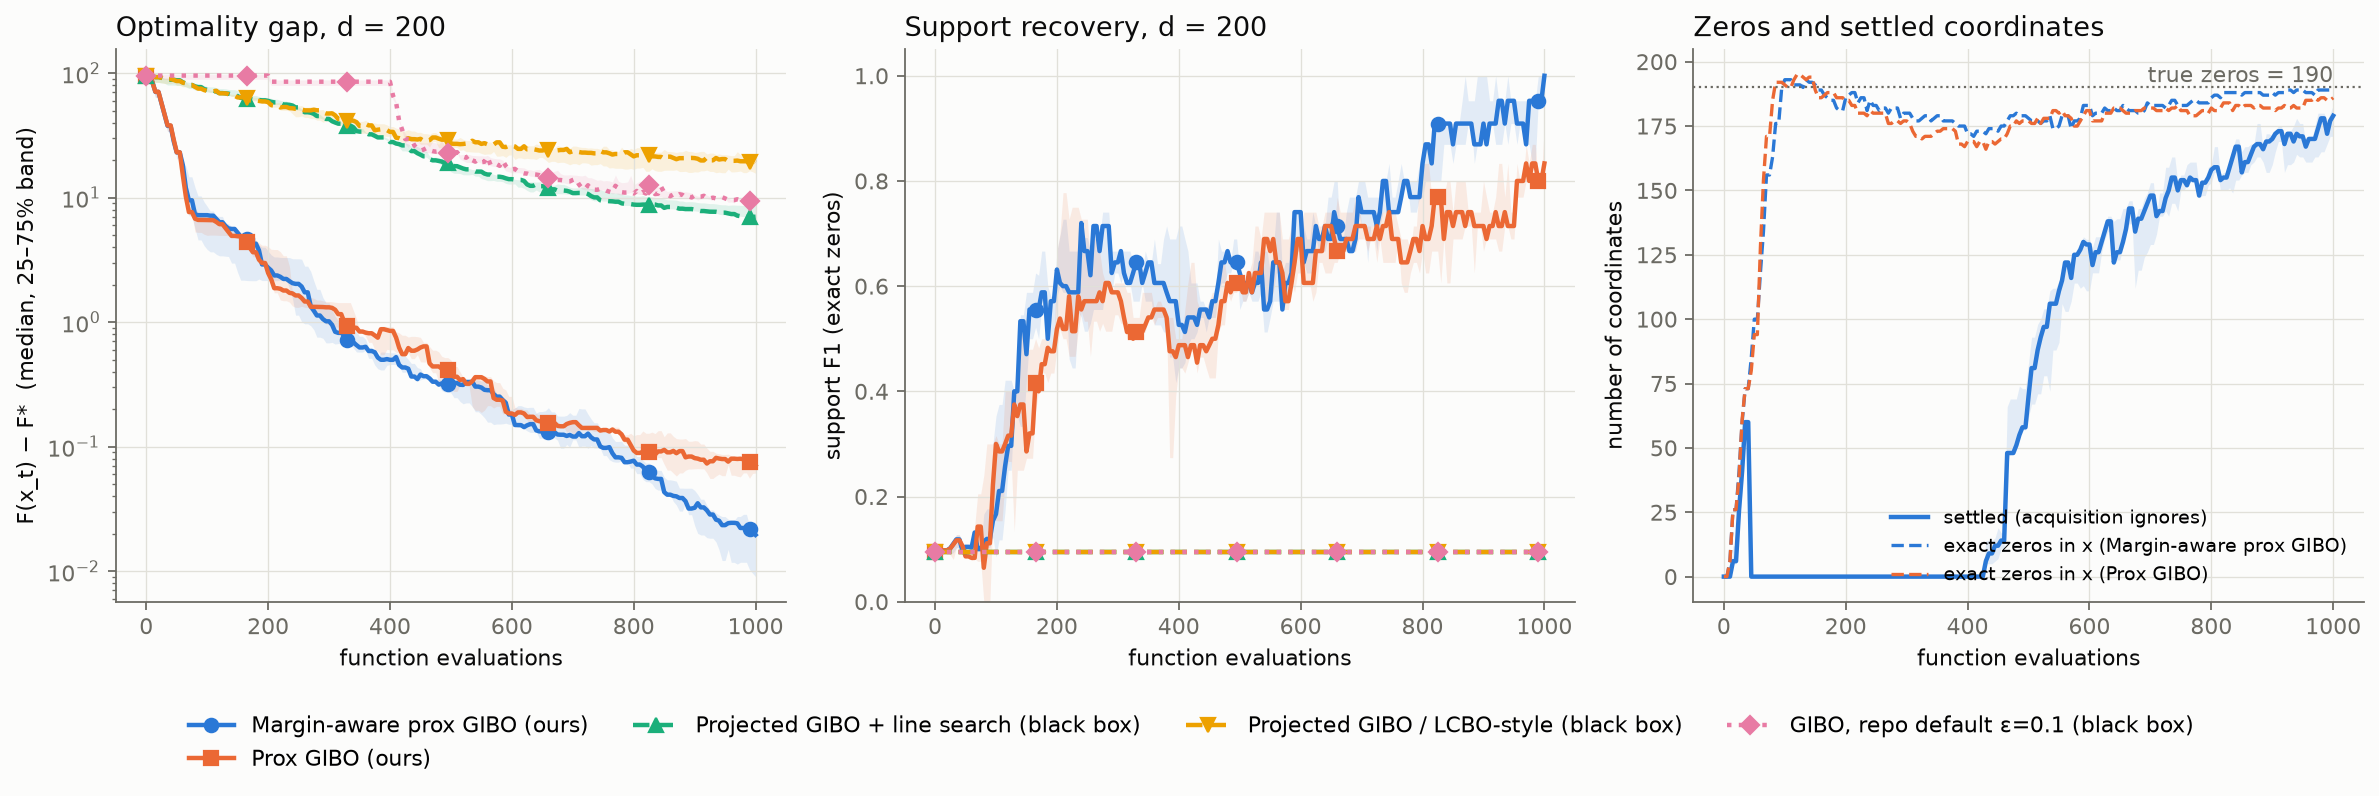 Optimality gap, d = 200
F(x_t) − F* (median, 25–75% band)
10²
10¹
10⁰
10⁻¹
10⁻²
0 200 400 600 800 1000
function evaluations
Support recovery, d = 200
support F1 (exact zeros)
1.0
0.8
0.6
0.4
0.2
0.0
0 200 400 600 800 1000
function evaluations
Zeros and settled coordinates
number of coordinates
200
175
150
125
100
75
50
25
0
true zeros = 190
settled (acquisition ignores)
exact zeros in x (Margin-aware prox GIBO)
exact zeros in x (Prox GIBO)
0 200 400 600 800 1000
function evaluations
Margin-aware prox GIBO (ours)
Prox GIBO (ours)
Projected GIBO + line search (black box)
Projected GIBO / LCBO-style (black box)
GIBO, repo default ε=0.1 (black box)